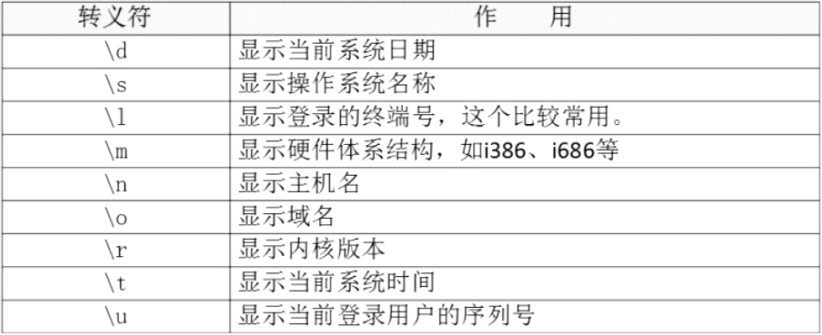 转义符 作 用
\d 显示当前系统日期
\s 显示操作系统名称
\l 显示登录的终端号，这个比较常用。
\m 显示硬件体系结构，如i386、i686等
\n 显示主机名
\o 显示域名
\r 显示内核版本
\t 显示当前系统时间
\u 显示当前登录用户的序列号